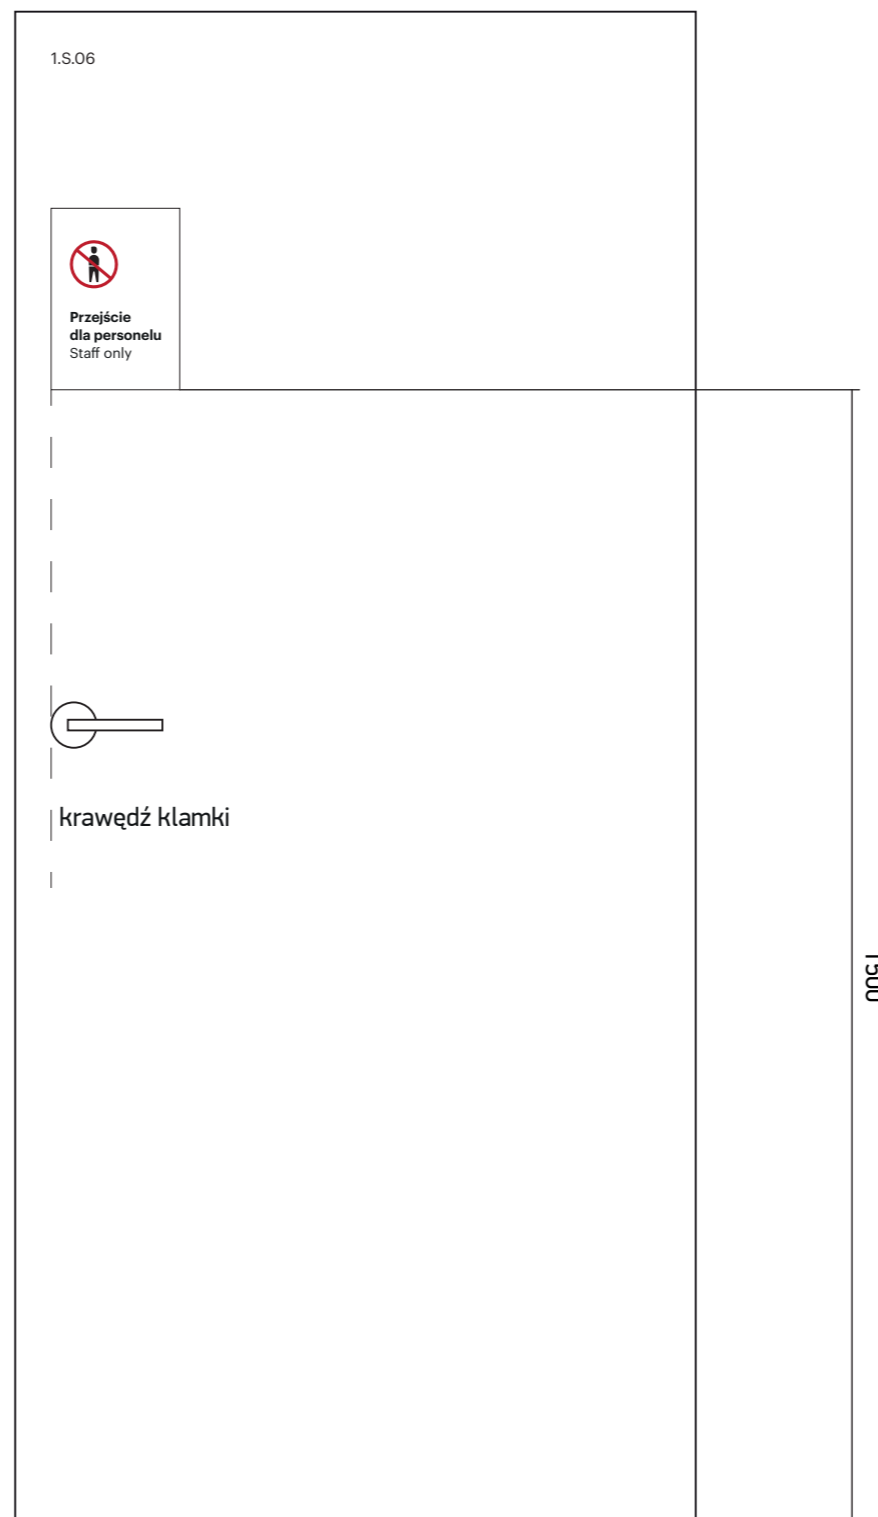 1.S.06
Przejście
dla personelu
Staff only
krawędź klamki
1500